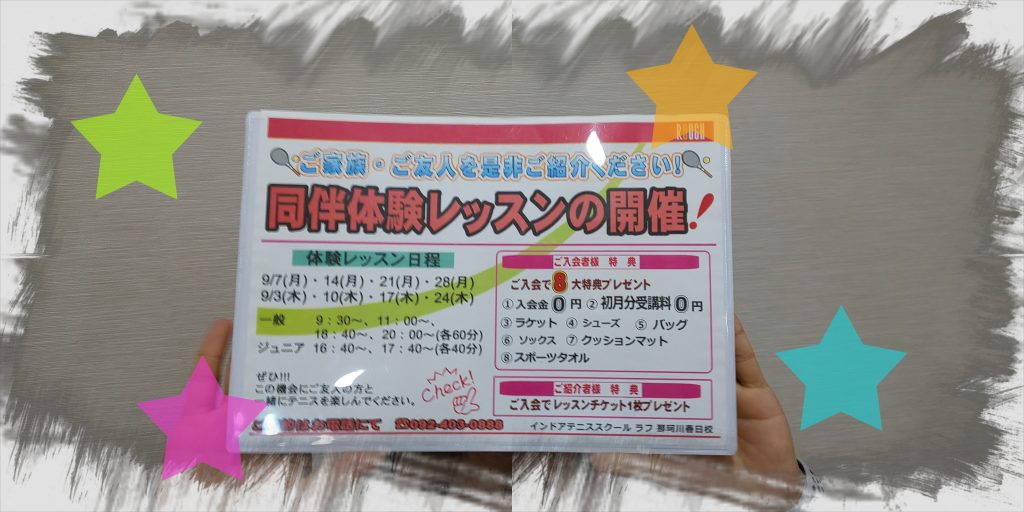 ROUGH
ご家族・ご友人を是非ご紹介ください!
同伴体験レッスンの開催!
体験レッスン日程
9/7(月)・14(月)・21(月)・28(月)
9/3(木)・10(木)・17(木)・24(木)
一般 9:30〜、11:00〜、
18:40〜、20:00〜(各60分)
ジュニア 16:40〜、17:40〜(各40分)
ぜひ!!!
この機会にご友人の方と
一緒にテニスを楽しんでください。
check!
ご入会者様 特典
ご入会で8大特典プレゼント
①入会金0円 ②初月分受講料0円
③ラケット ④シューズ ⑤バッグ
⑥ソックス ⑦クッションマット
⑧スポーツタオル
ご紹介者様 特典
ご入会でレッスンチケット1枚プレゼント
はお電話にて ☎092-403-0888
インドアテニススクール ラフ 那珂川春日校